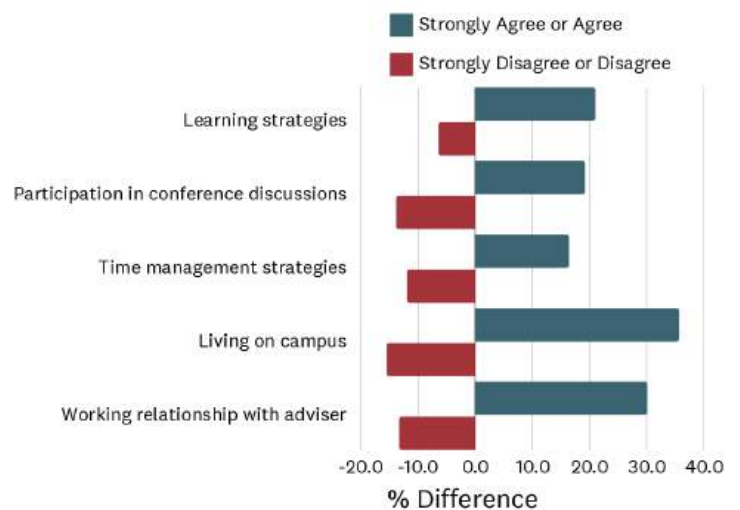 Strongly Agree or Agree
Strongly Disagree or Disagree
Learning strategies
Participation in conference discussions
Time management strategies
Living on campus
Working relationship with adviser
-20.0 -10.0 0.0 10.0 20.0 30.0 40.0
% Difference